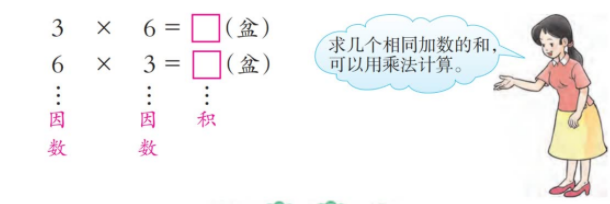 3 × 6 = □(盆)
6 × 3 = □(盆)
⋮ ⋮ ⋮
因数 因数 积
求几个相同加数的和，
可以用乘法计算。